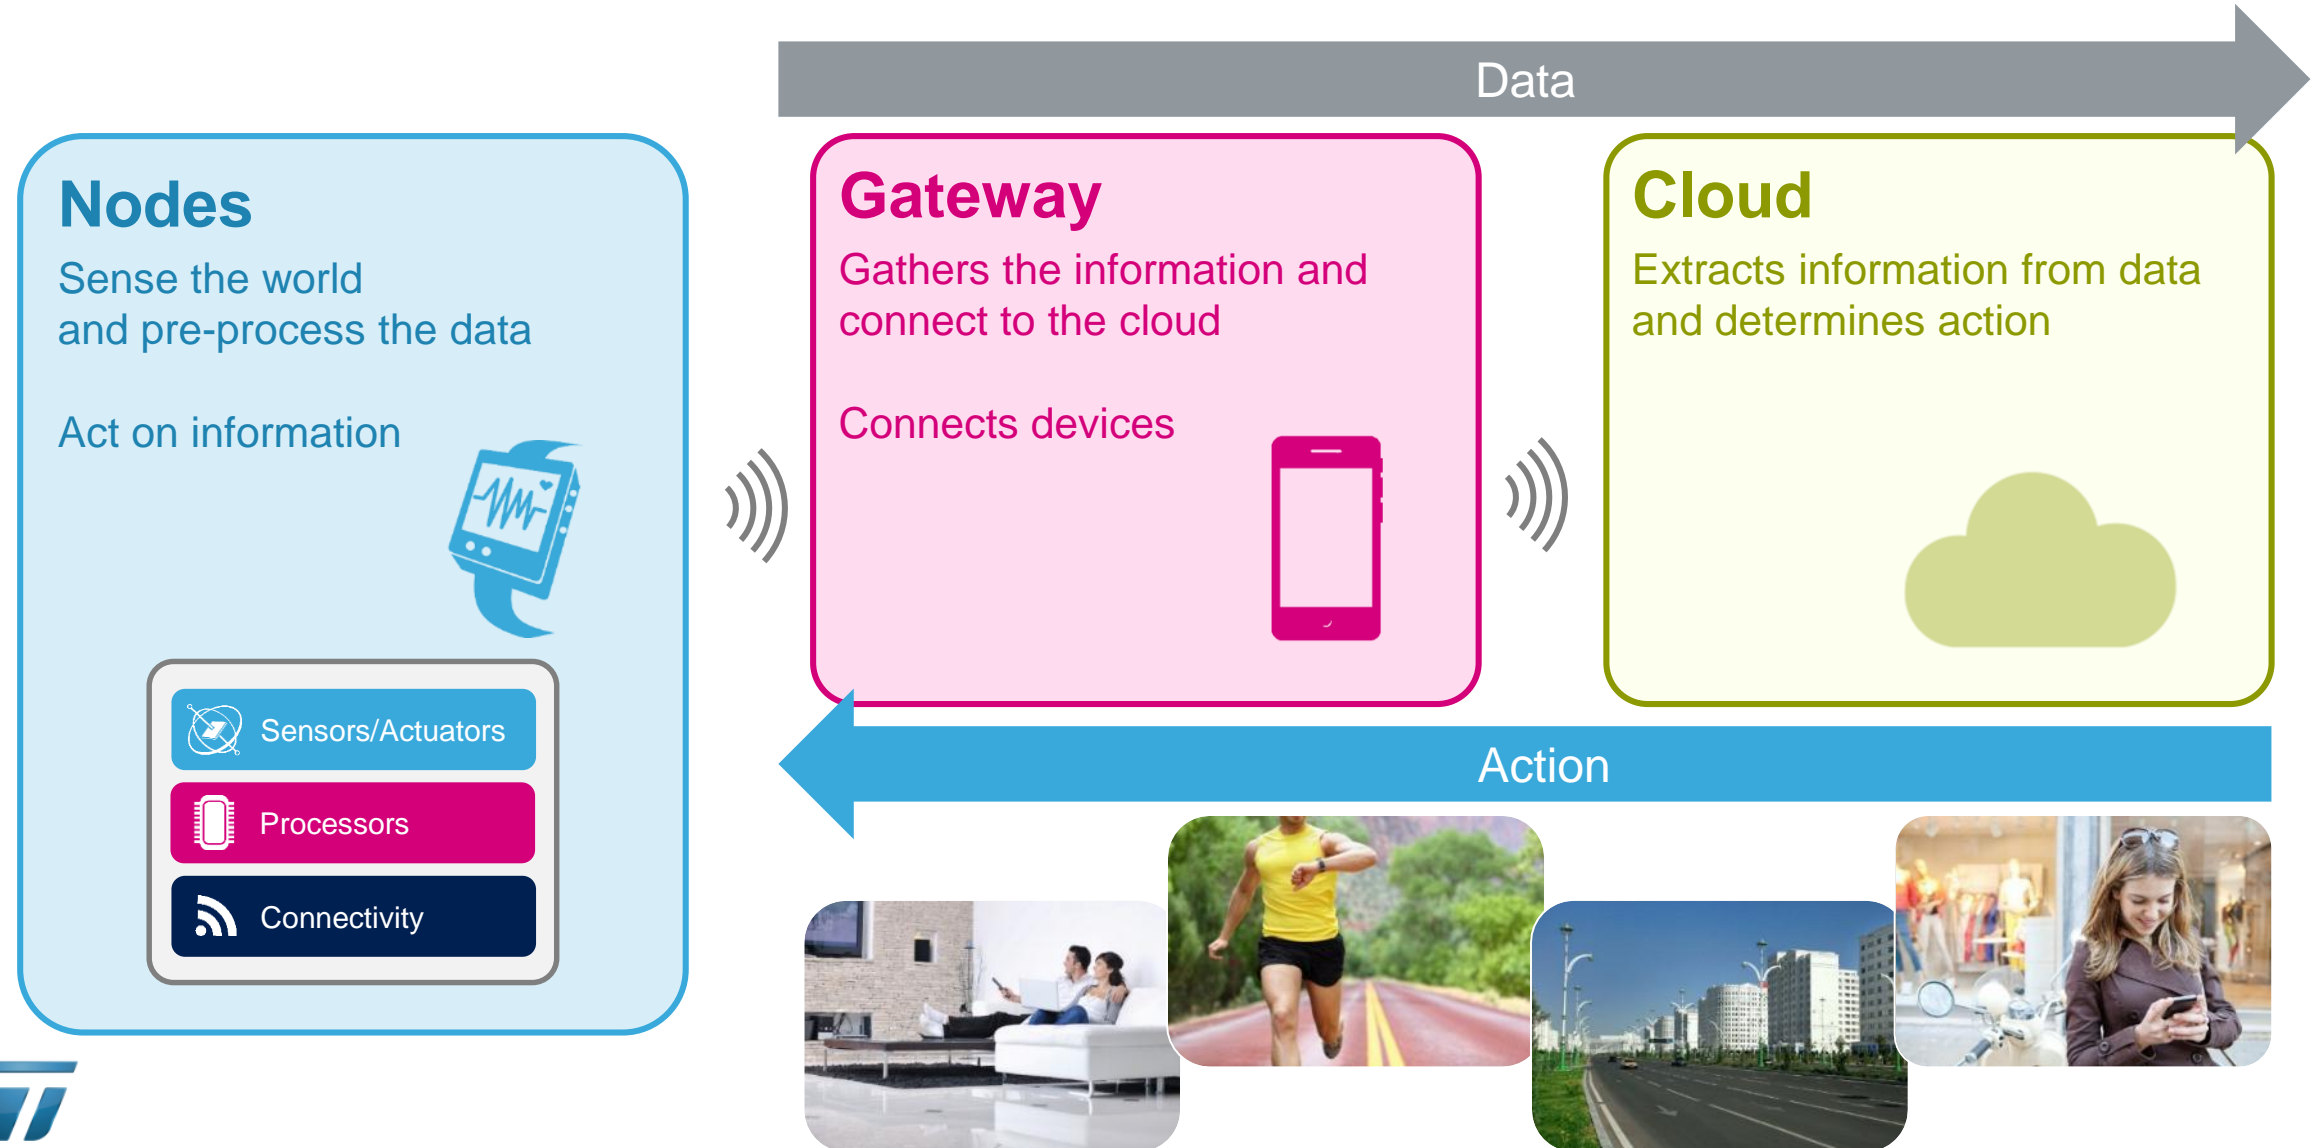 Data
Nodes
Sense the world
and pre-process the data
Act on information
Sensors/Actuators
Processors
Connectivity
Gateway
Gathers the information and
connect to the cloud
Connects devices
Cloud
Extracts information from data
and determines action
Action